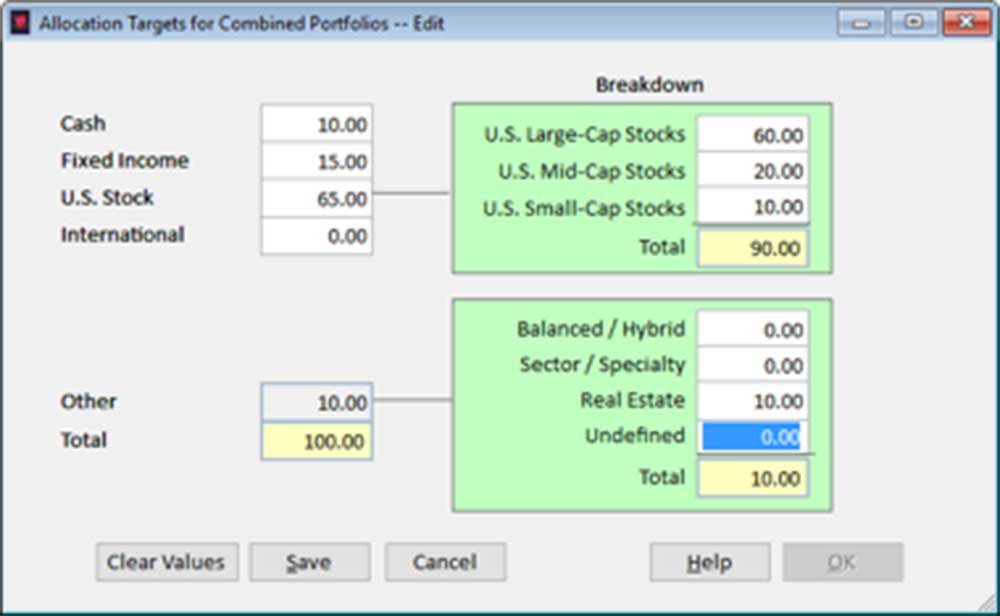 Allocation Targets for Combined Portfolios -- Edit
Breakdown
Cash 10.00
Fixed Income 15.00
U.S. Stock 65.00
International 0.00
U.S. Large-Cap Stocks 60.00
U.S. Mid-Cap Stocks 20.00
U.S. Small-Cap Stocks 10.00
Total 90.00
Other 10.00
Total 100.00
Balanced / Hybrid 0.00
Sector / Specialty 0.00
Real Estate 10.00
Undefined 0.00
Total 10.00
Clear Values Save Cancel Help OK